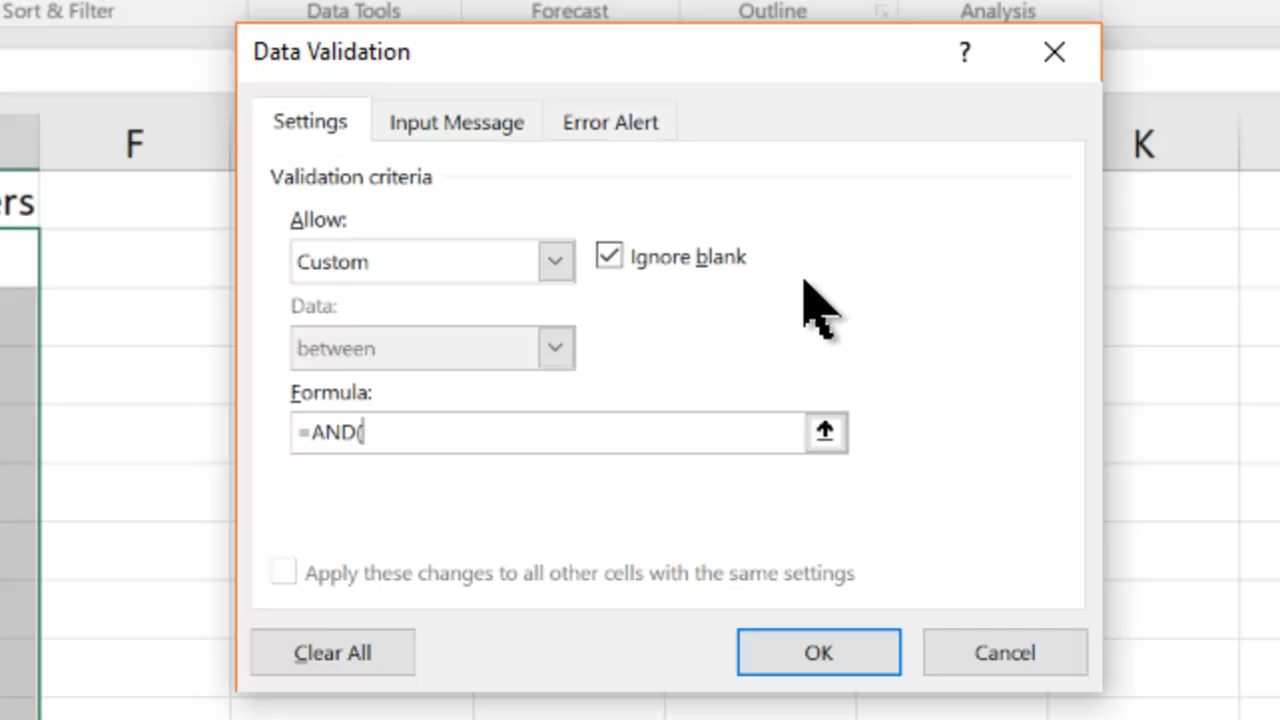 Sort & Filter
Data Tools
Forecast
Outline
Analysis
Data Validation
?
F
K
ers
Settings
Input Message
Error Alert
Validation criteria
Allow:
Custom
Ignore blank
Data:
between
Formula:
=AND(
Apply these changes to all other cells with the same settings
Clear All
OK
Cancel